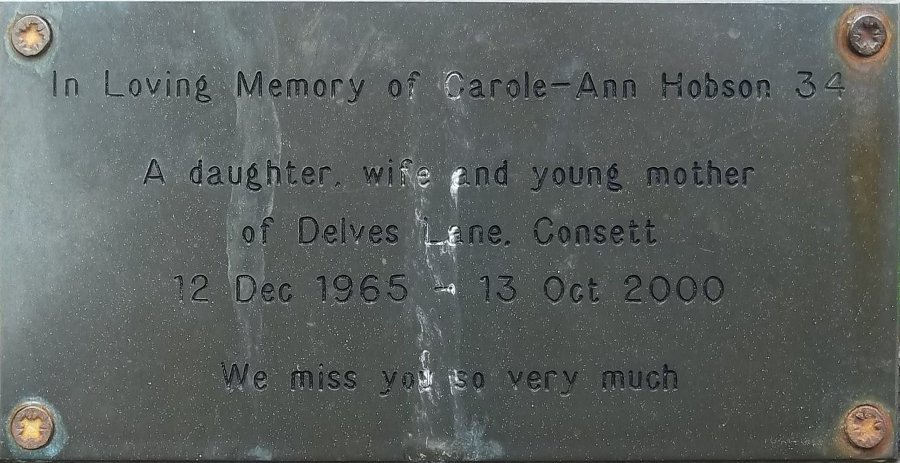 In Loving Memory of Carole-Ann Hobson 34
A daughter, wife and young mother
of Delves Lane, Consett
12 Dec 1965 - 13 Oct 2000
We miss you so very much